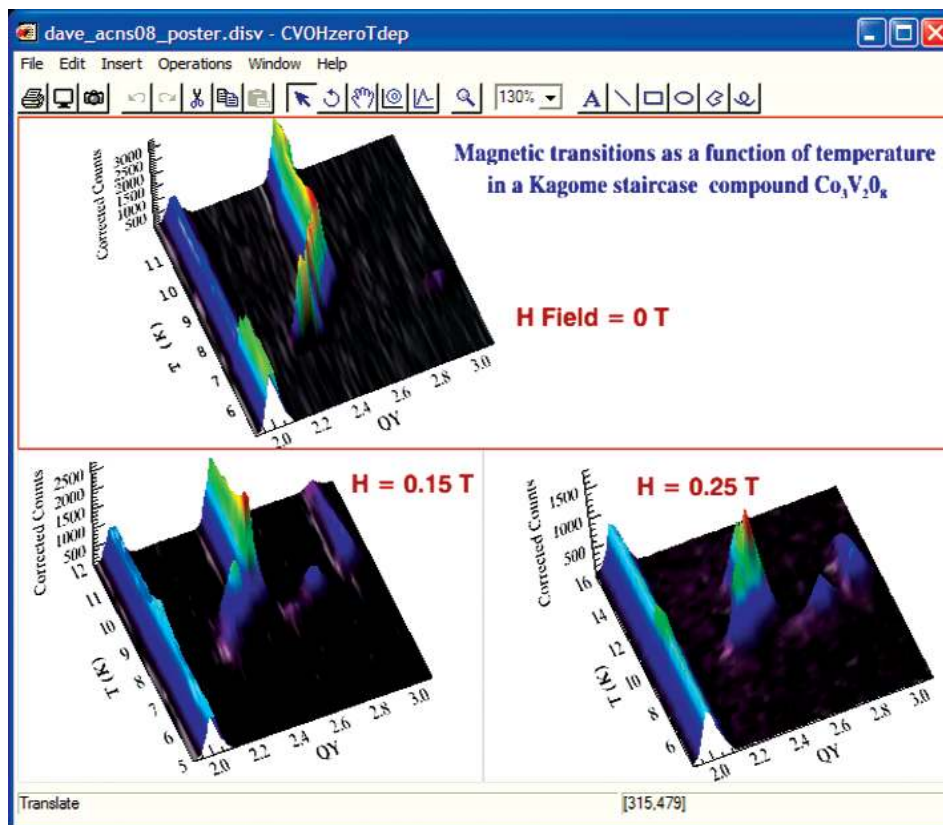 dave_acns08_poster.disv - CVOHzeroTdep
File Edit Insert Operations Window Help
130%
Magnetic transitions as a function of temperature
in a Kagome staircase compound Co₃V₂0₈
H Field = 0 T
Corrected Counts
3000
2500
2000
1500
1000
500
11
10
9
8
7
6
T (K)
2.0 2.2 2.4 2.6 2.8 3.0
QY
H = 0.15 T
Corrected Counts
2500
2000
1500
1000
500
12
11
10
9
8
7
6
5
T (K)
2.0 2.2 2.4 2.6 2.8 3.0
QY
H = 0.25 T
Corrected Counts
1500
1000
500
16
14
12
10
8
6
T (K)
2.0 2.2 2.4 2.6 2.8 3.0
QY
Translate
[315,479]